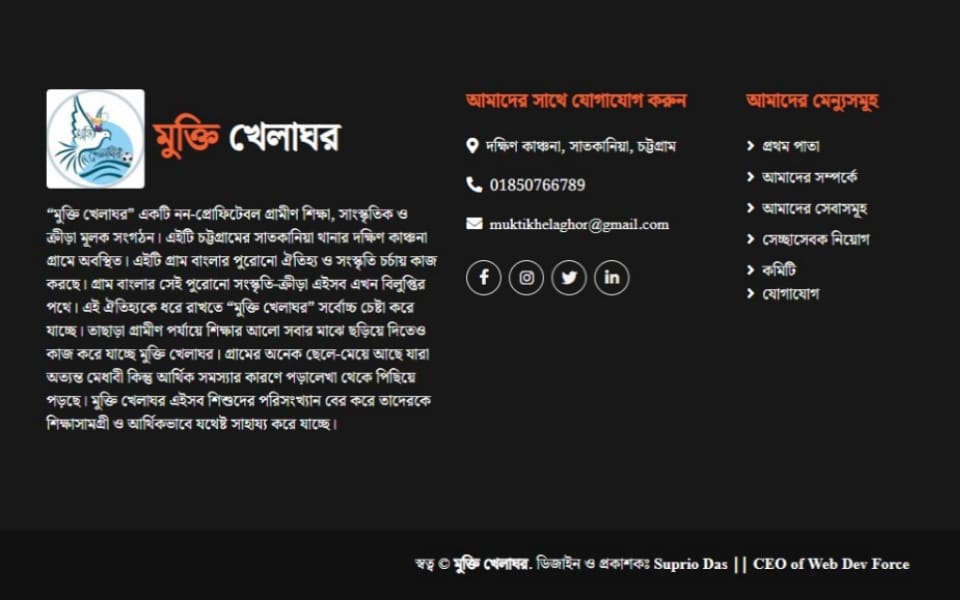 মুক্তি খেলাঘর
“মুক্তি খেলাঘর” একটি নন-প্রোফিটেবল গ্রামীণ শিক্ষা, সাংস্কৃতিক ও
ক্রীড়া মূলক সংগঠন। এইটি চট্টগ্রামের সাতকানিয়া থানার দক্ষিণ কাঞ্চনা
গ্রামে অবস্থিত। এইটি গ্রাম বাংলার পুরোনো ঐতিহ্য ও সংস্কৃতি চর্চায় কাজ
করছে। গ্রাম বাংলার সেই পুরোনো সংস্কৃতি-ক্রীড়া এইসব এখন বিলুপ্তির
পথে। এই ঐতিহ্যকে ধরে রাখতে “মুক্তি খেলাঘর” সর্বোচ্চ চেষ্টা করে
যাচ্ছে। তাছাড়া গ্রামীণ পর্যায়ে শিক্ষার আলো সবার মাঝে ছড়িয়ে দিতেও
কাজ করে যাচ্ছে মুক্তি খেলাঘর। গ্রামের অনেক ছেলে-মেয়ে আছে যারা
অত্যন্ত মেধাবী কিন্তু আর্থিক সমস্যার কারণে পড়ালেখা থেকে পিছিয়ে
পড়ছে। মুক্তি খেলাঘর এইসব শিশুদের পরিসংখ্যান বের করে তাদেরকে
শিক্ষাসামগ্রী ও আর্থিকভাবে যথেষ্ট সাহায্য করে যাচ্ছে।
আমাদের সাথে যোগাযোগ করুন
দক্ষিণ কাঞ্চনা, সাতকানিয়া, চট্টগ্রাম
01850766789
muktikhelaghor@gmail.com
আমাদের মেন্যুসমূহ
প্রথম পাতা
আমাদের সম্পর্কে
আমাদের সেবাসমূহ
সেচ্ছাসেবক নিয়োগ
কমিটি
যোগাযোগ
স্বত্ব © মুক্তি খেলাঘর. ডিজাইন ও প্রকাশকঃ Suprio Das || CEO of Web Dev Force